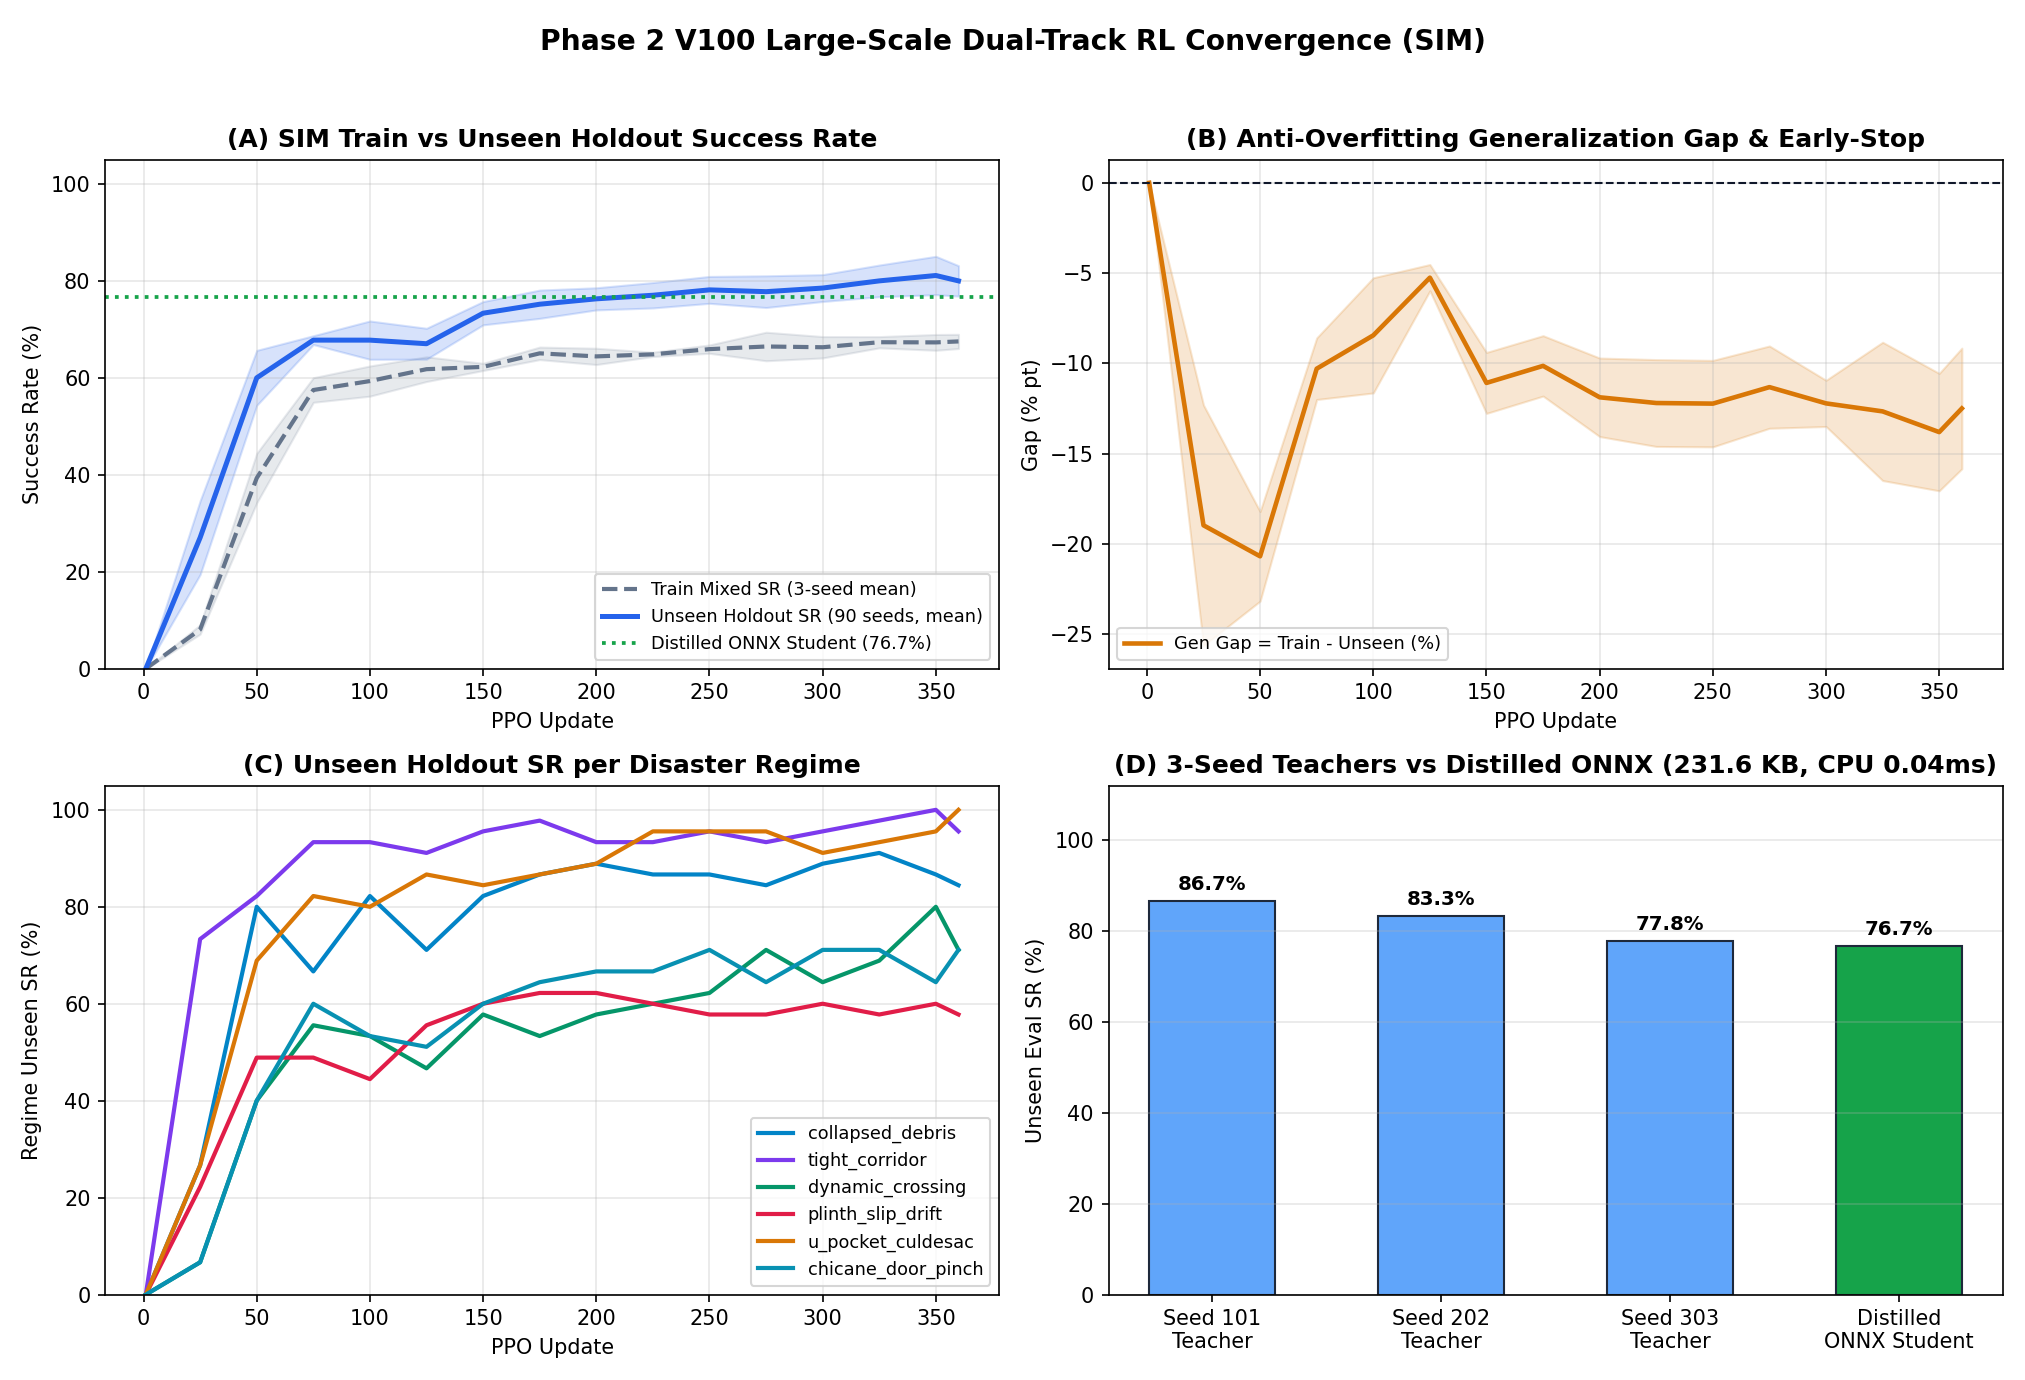 Phase 2 V100 Large-Scale Dual-Track RL Convergence (SIM)
(A) SIM Train vs Unseen Holdout Success Rate
Success Rate (%)
100
80
60
40
20
0
0 50 100 150 200 250 300 350
PPO Update
Train Mixed SR (3-seed mean)
Unseen Holdout SR (90 seeds, mean)
Distilled ONNX Student (76.7%)
(B) Anti-Overfitting Generalization Gap & Early-Stop
Gap (% pt)
0
−5
−10
−15
−20
−25
0 50 100 150 200 250 300 350
PPO Update
Gen Gap = Train - Unseen (%)
(C) Unseen Holdout SR per Disaster Regime
Regime Unseen SR (%)
100
80
60
40
20
0
0 50 100 150 200 250 300 350
PPO Update
collapsed_debris
tight_corridor
dynamic_crossing
plinth_slip_drift
u_pocket_culdesac
chicane_door_pinch
(D) 3-Seed Teachers vs Distilled ONNX (231.6 KB, CPU 0.04ms)
Unseen Eval SR (%)
100
80
60
40
20
0
86.7%
83.3%
77.8%
76.7%
Seed 101
Teacher
Seed 202
Teacher
Seed 303
Teacher
Distilled
ONNX Student